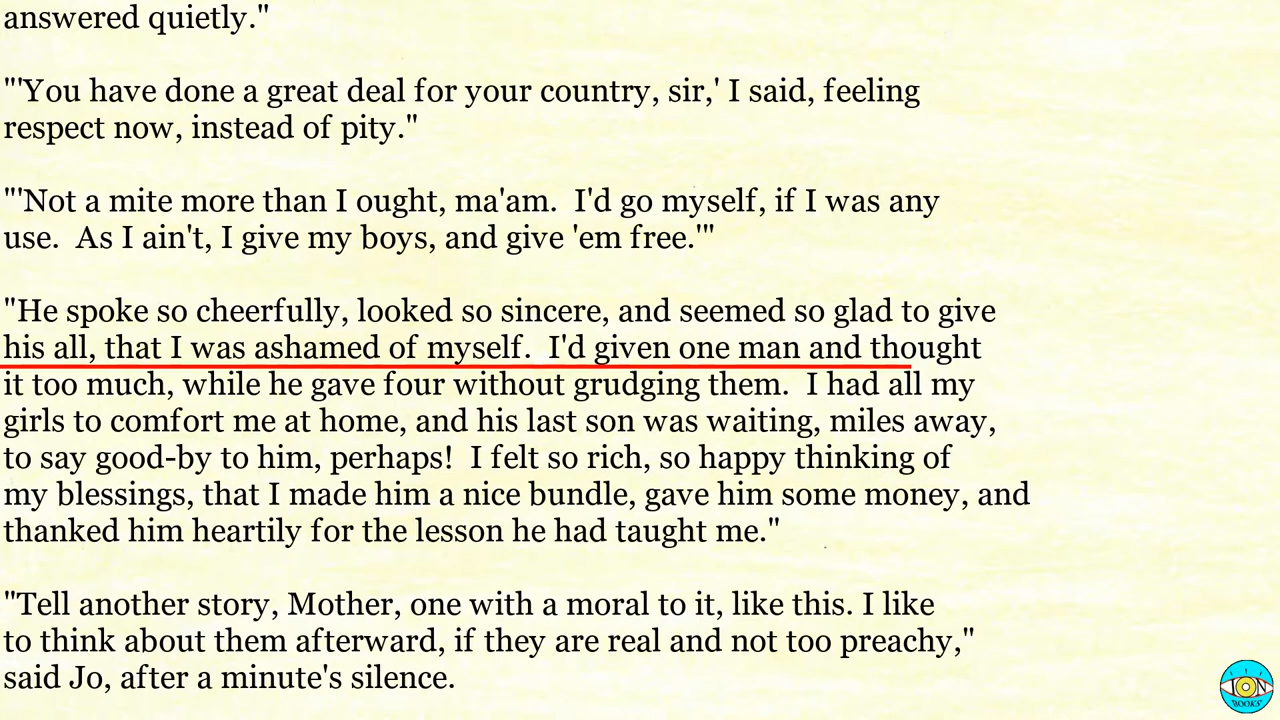 answered quietly."
"'You have done a great deal for your country, sir,' I said, feeling
respect now, instead of pity."
"'Not a mite more than I ought, ma'am.  I'd go myself, if I was any
use.  As I ain't, I give my boys, and give 'em free.'"
"He spoke so cheerfully, looked so sincere, and seemed so glad to give
his all, that I was ashamed of myself.  I'd given one man and thought
it too much, while he gave four without grudging them.  I had all my
girls to comfort me at home, and his last son was waiting, miles away,
to say good-by to him, perhaps!  I felt so rich, so happy thinking of
my blessings, that I made him a nice bundle, gave him some money, and
thanked him heartily for the lesson he had taught me."
"Tell another story, Mother, one with a moral to it, like this. I like
to think about them afterward, if they are real and not too preachy,"
said Jo, after a minute's silence.
ION
BOOKS